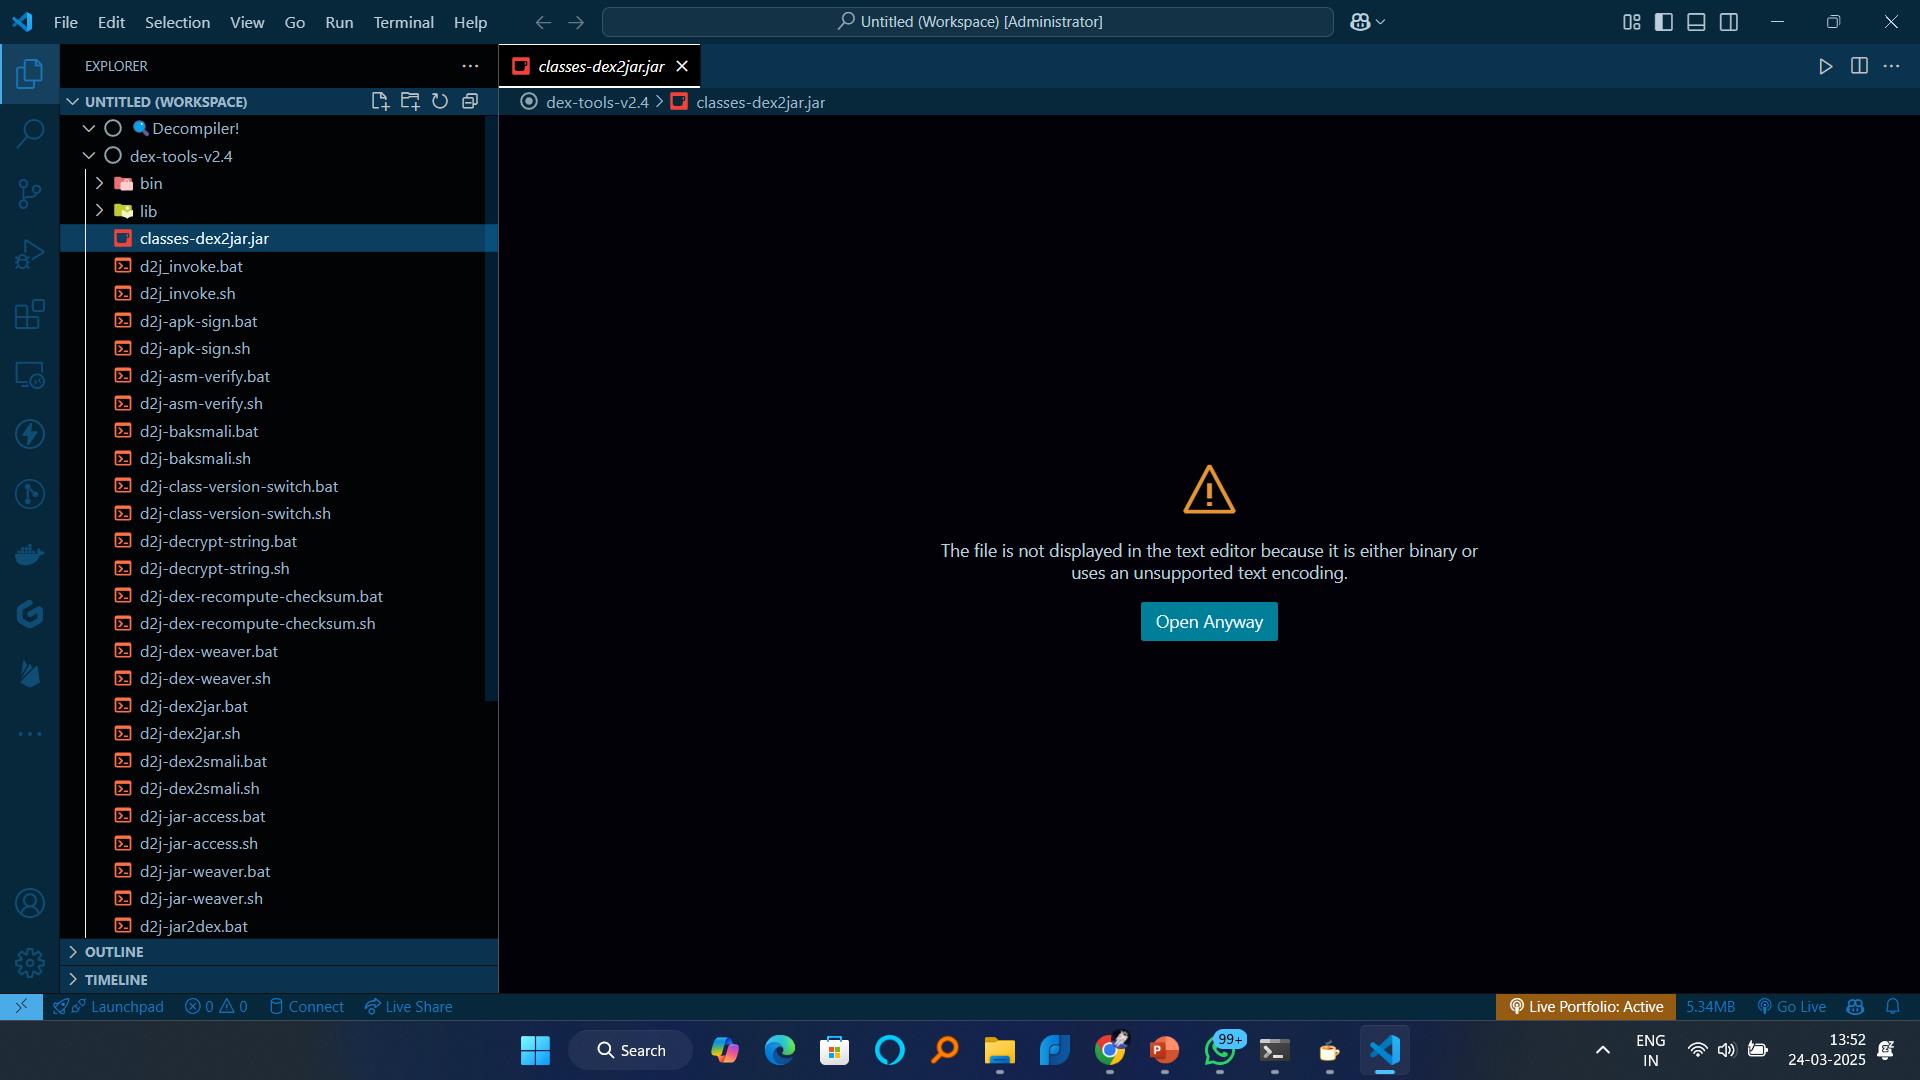 File Edit Selection View Go Run Terminal Help
Untitled (Workspace) [Administrator]
EXPLORER
classes-dex2jar.jar
UNTITLED (WORKSPACE)
dex-tools-v2.4 classes-dex2jar.jar
Decompiler!
dex-tools-v2.4
bin
lib
classes-dex2jar.jar
d2j_invoke.bat
d2j_invoke.sh
d2j-apk-sign.bat
d2j-apk-sign.sh
d2j-asm-verify.bat
d2j-asm-verify.sh
d2j-baksmali.bat
d2j-baksmali.sh
d2j-class-version-switch.bat
d2j-class-version-switch.sh
d2j-decrypt-string.bat
d2j-decrypt-string.sh
d2j-dex-recompute-checksum.bat
d2j-dex-recompute-checksum.sh
d2j-dex-weaver.bat
d2j-dex-weaver.sh
d2j-dex2jar.bat
d2j-dex2jar.sh
d2j-dex2smali.bat
d2j-dex2smali.sh
d2j-jar-access.bat
d2j-jar-access.sh
d2j-jar-weaver.bat
d2j-jar-weaver.sh
d2j-jar2dex.bat
OUTLINE
TIMELINE
The file is not displayed in the text editor because it is either binary or
uses an unsupported text encoding.
Open Anyway
Launchpad 0 0 Connect Live Share
Live Portfolio: Active 5.34MB Go Live
Search
99+
ENG
IN
13:52
24-03-2025